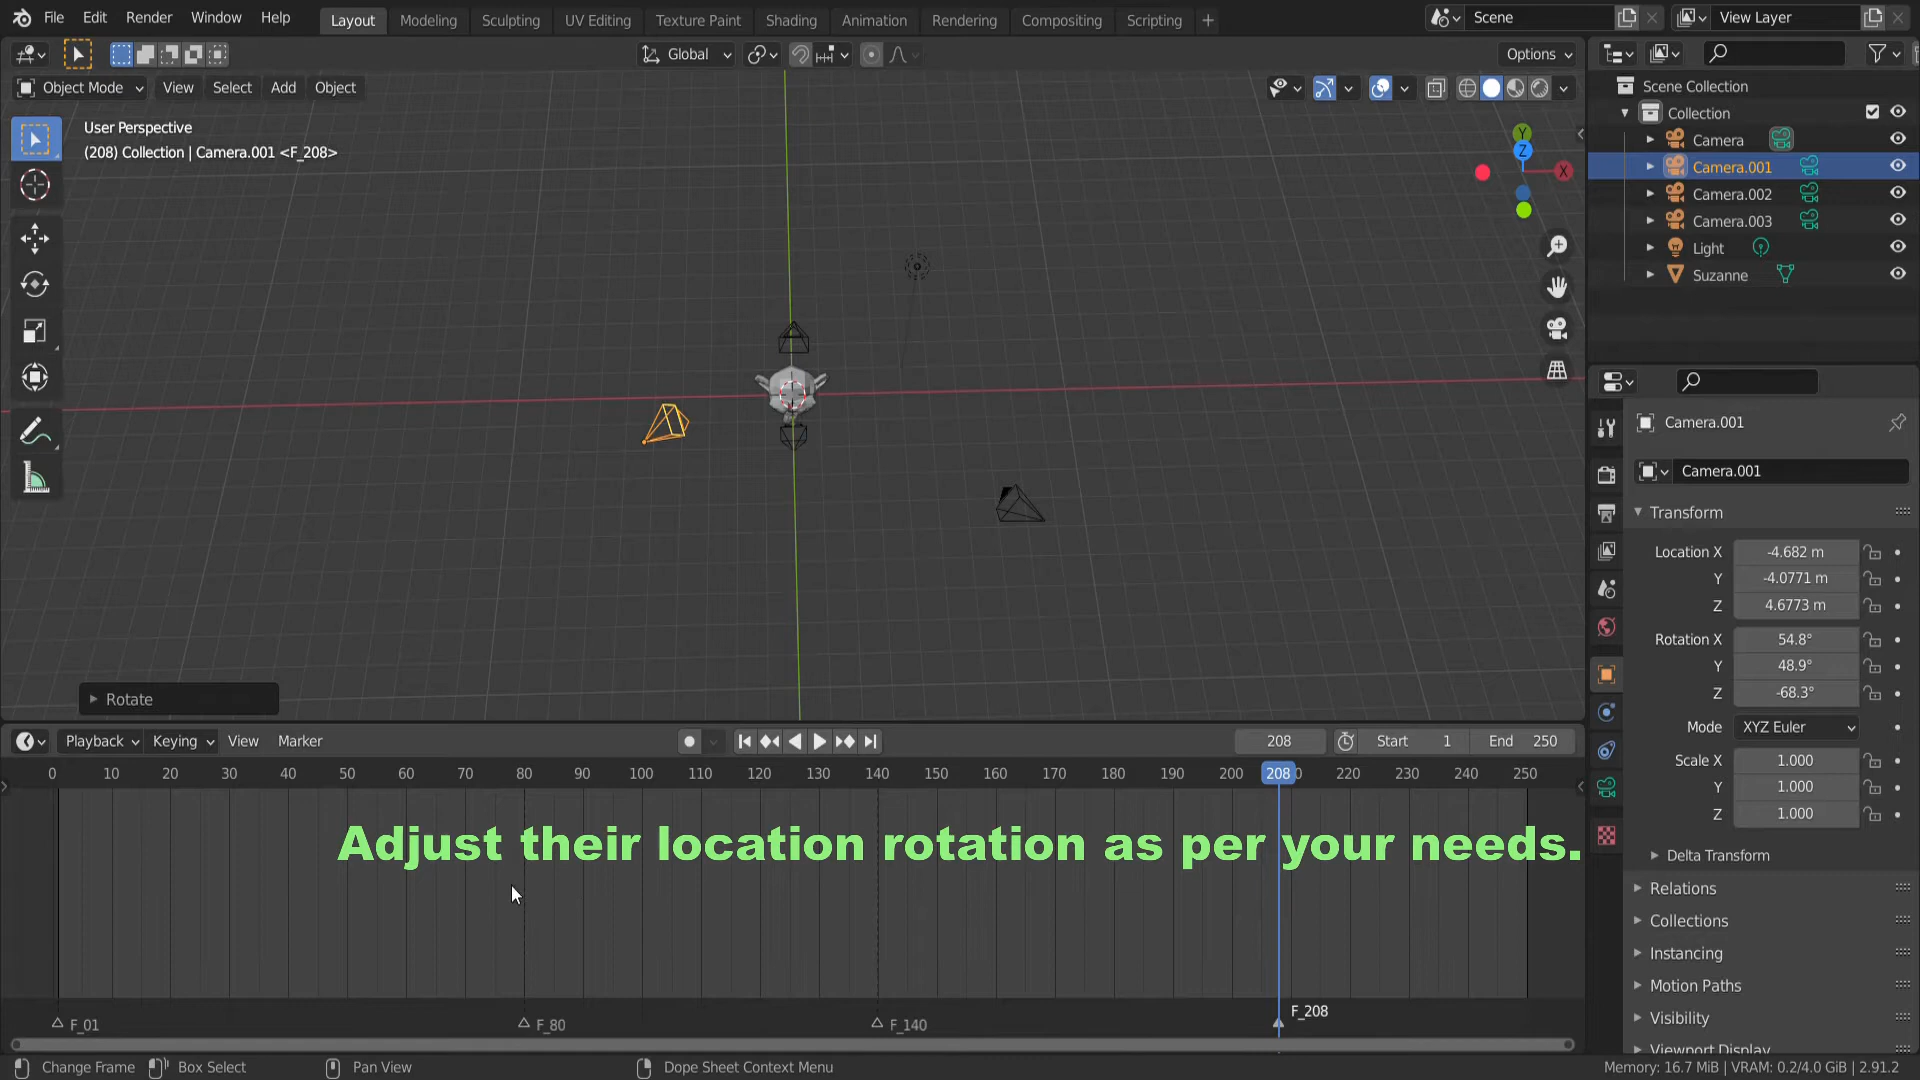 File Edit Render Window Help Layout Modeling Sculpting UV Editing Texture Paint Shading Animation Rendering Compositing Scripting + Scene View Layer
Global Options
Object Mode View Select Add Object
User Perspective
(208) Collection | Camera.001 <F_208>
Y
Z
X
Rotate
Scene Collection
Collection
Camera
Camera.001
Camera.002
Camera.003
Light
Suzanne
Camera.001
Camera.001
Transform
Location X -4.682 m
Y -4.0771 m
Z 4.6773 m
Rotation X 54.8°
Y 48.9°
Z -68.3°
Mode XYZ Euler
Scale X 1.000
Y 1.000
Z 1.000
Delta Transform
Relations
Collections
Instancing
Motion Paths
Visibility
Viewport Display
Playback Keying View Marker 208 Start 1 End 250
0 10 20 30 40 50 60 70 80 90 100 110 120 130 140 150 160 170 180 190 200 208 0 220 230 240 250
Adjust their location rotation as per your needs.
F_01 F_80 F_140 F_208
Change Frame Box Select Pan View Dope Sheet Context Menu Memory: 16.7 MiB | VRAM: 0.2/4.0 GiB | 2.91.2